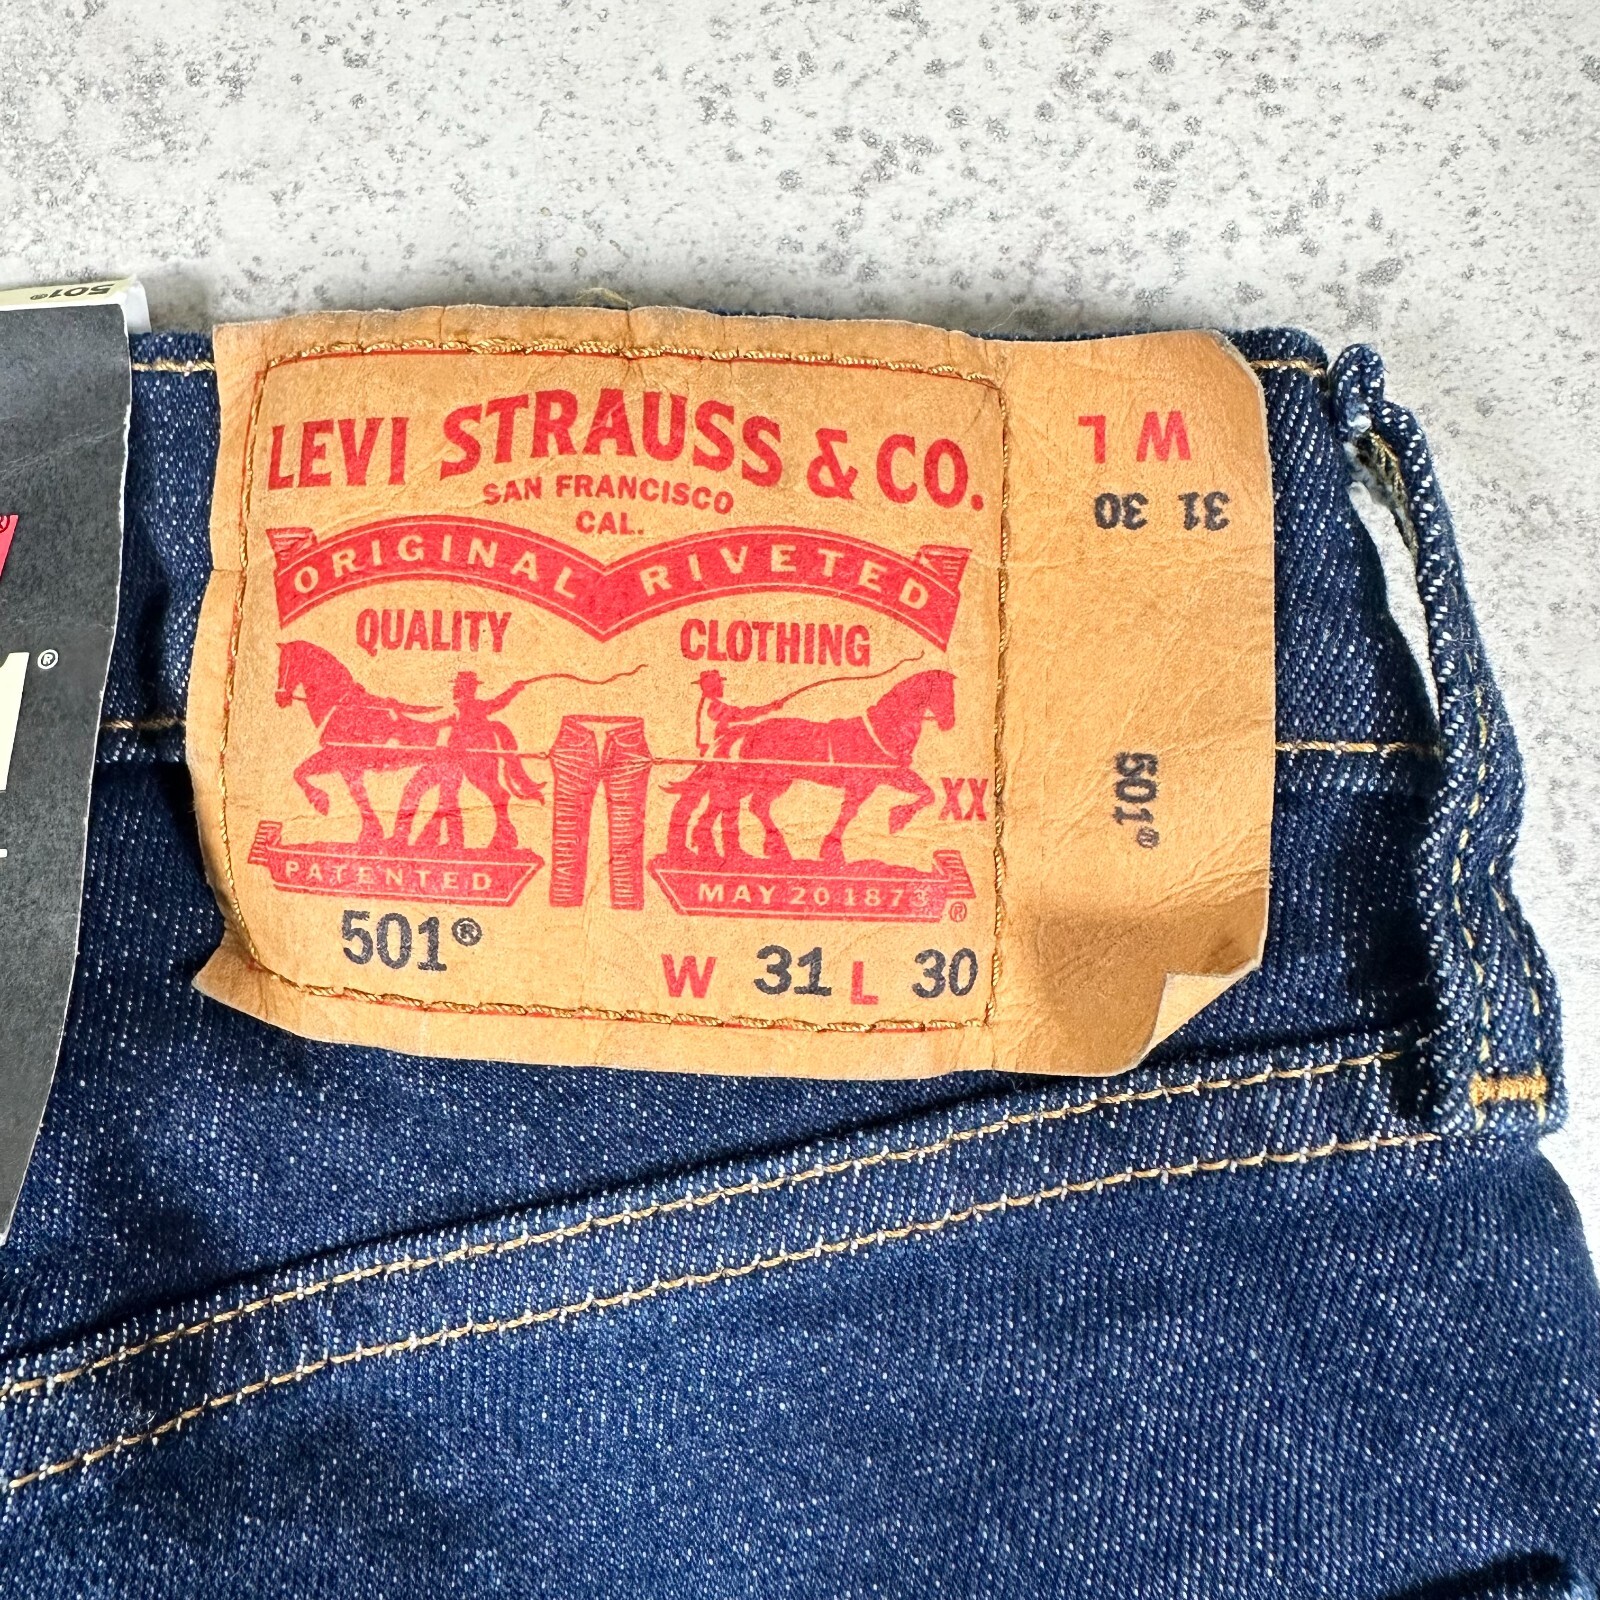 501®
®
®
LEVI STRAUSS & CO.
SAN FRANCISCO
CAL.
ORIGINAL RIVETED
QUALITY CLOTHING
XX
PATENTED MAY 20 1873
®
501® W 31 L 30
W L
31 30
501®